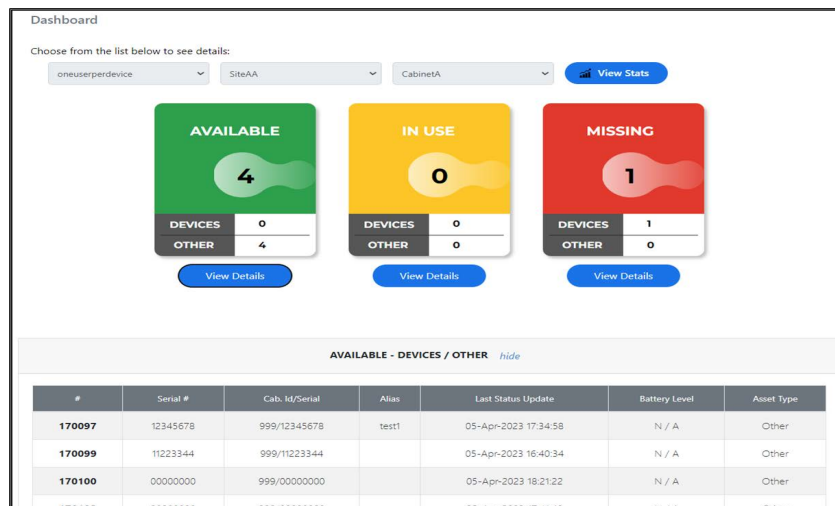 Dashboard
Choose from the list below to see details:
oneuserperdevice SiteAA CabinetA View Stats
AVAILABLE IN USE MISSING
4 0 1
DEVICES 0 DEVICES 0 DEVICES 1
OTHER 4 OTHER 0 OTHER 0
View Details View Details View Details
AVAILABLE - DEVICES / OTHER hide
# Serial # Cab. Id/Serial Alias Last Status Update Battery Level Asset Type
170097 12345678 999/12345678 test1 05-Apr-2023 17:34:58 N / A Other
170099 11223344 999/11223344 05-Apr-2023 16:40:34 N / A Other
170100 00000000 999/00000000 05-Apr-2023 18:21:22 N / A Other